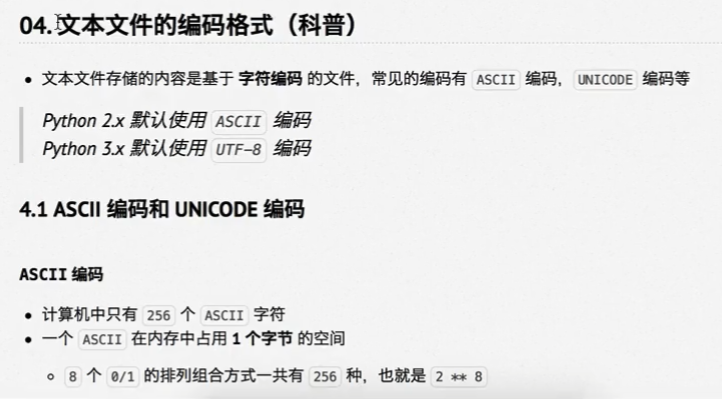 04. 文本文件的编码格式（科普）
文本文件存储的内容是基于 字符编码 的文件，常见的编码有 ASCII 编码， UNICODE 编码等
Python 2.x 默认使用 ASCII 编码
Python 3.x 默认使用 UTF-8 编码
4.1 ASCII 编码和 UNICODE 编码
ASCII 编码
计算机中只有 256 个 ASCII 字符
一个 ASCII 在内存中占用 1 个字节 的空间
8 个 0/1 的排列组合方式一共有 256 种，也就是 2 ** 8